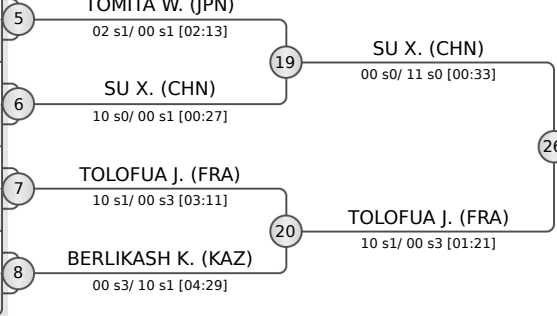 5
TOMITA W. (JPN)
02 s1/ 00 s1 [02:13]
19
SU X. (CHN)
00 s0/ 11 s0 [00:33]
6
SU X. (CHN)
10 s0/ 00 s1 [00:27]
26
7
TOLOFUA J. (FRA)
10 s1/ 00 s3 [03:11]
20
TOLOFUA J. (FRA)
10 s1/ 00 s3 [01:21]
8
BERLIKASH K. (KAZ)
00 s3/ 10 s1 [04:29]